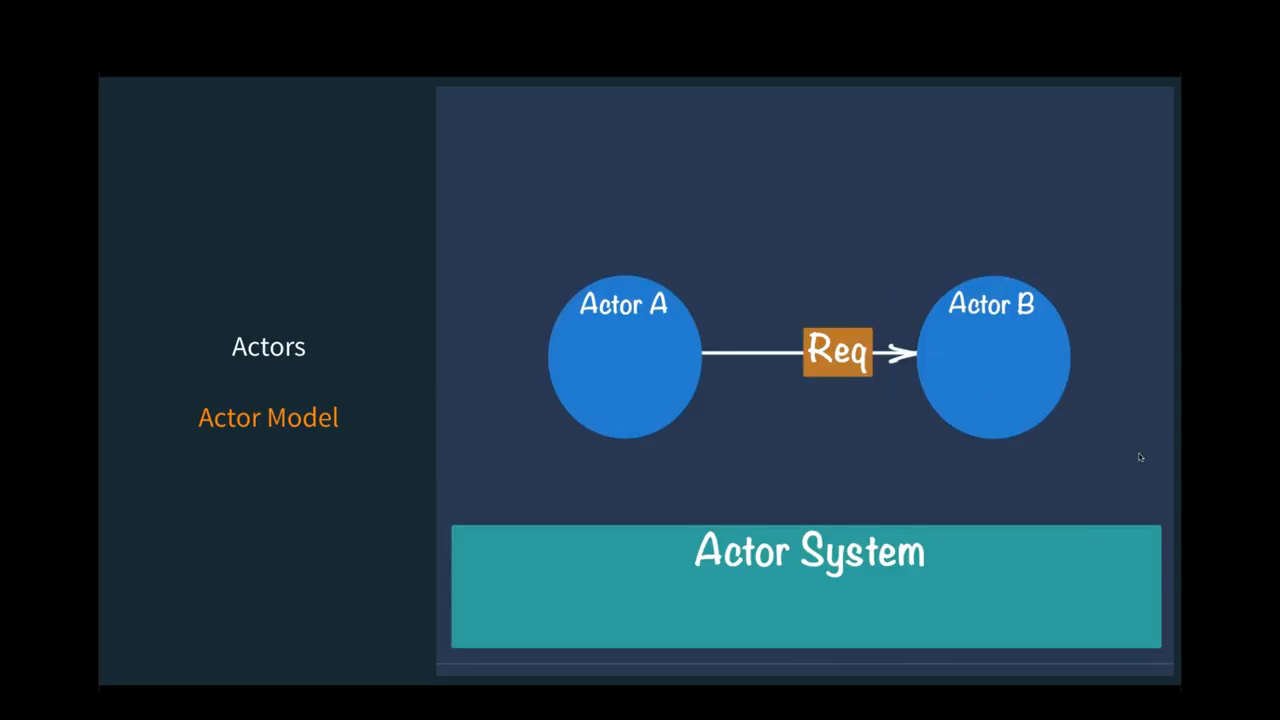 Actors
Actor Model
Actor A
Req
Actor B
Actor System